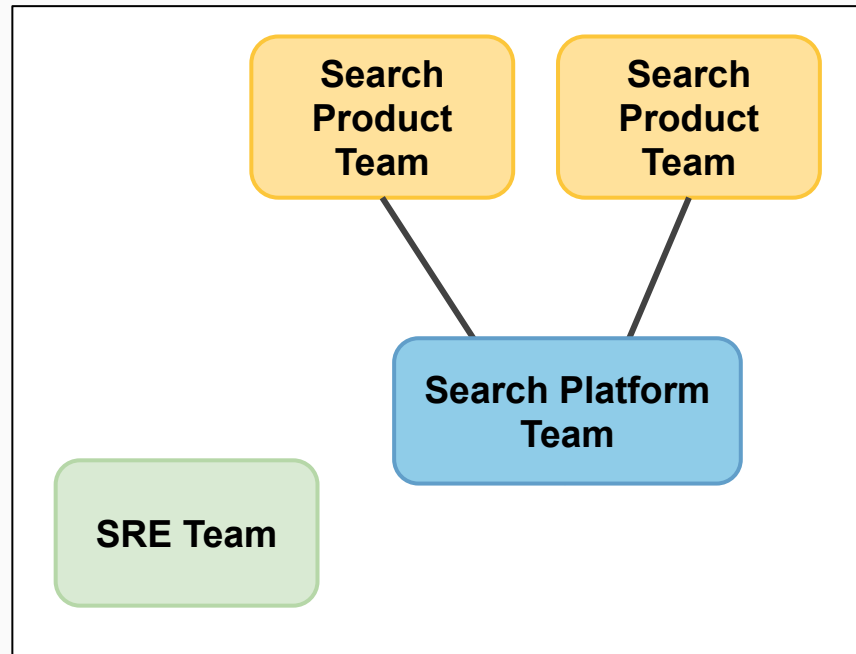 Search
Product
Team
Search
Product
Team
Search Platform
Team
SRE Team